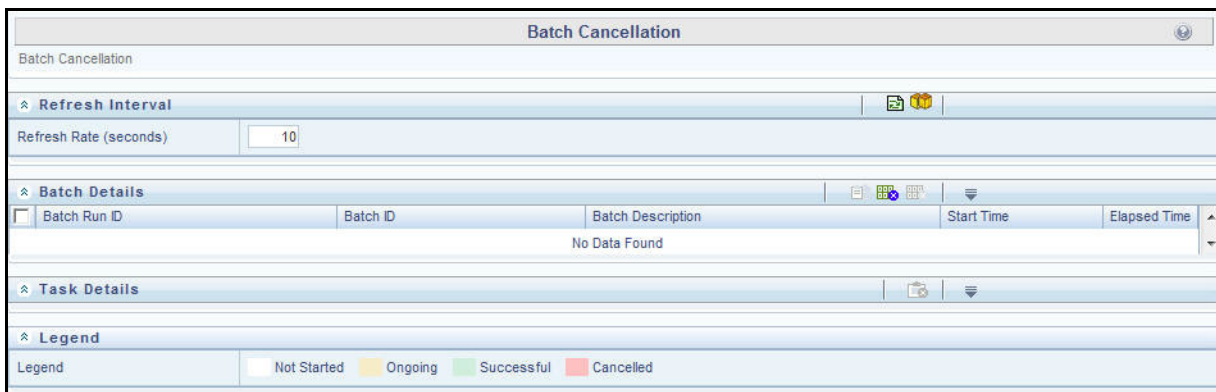 Batch Cancellation
Batch Cancellation
Refresh Interval
Refresh Rate (seconds) 10
Batch Details
Batch Run ID Batch ID Batch Description Start Time Elapsed Time
No Data Found
Task Details
Legend
Legend Not Started Ongoing Successful Cancelled